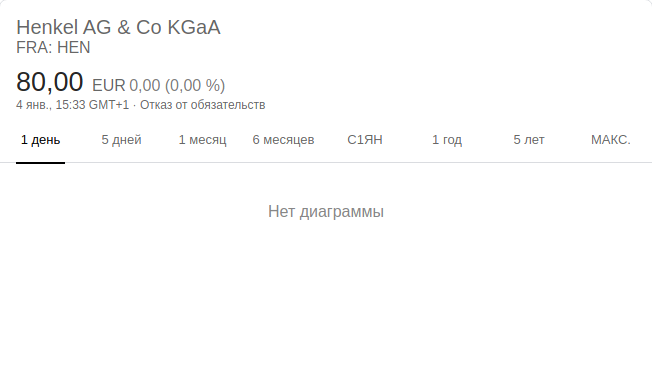 Henkel AG & Co KGaA
FRA: HEN
80,00 EUR 0,00 (0,00 %)
4 янв., 15:33 GMT+1 · Отказ от обязательств
1 день 5 дней 1 месяц 6 месяцев С1ЯН 1 год 5 лет МАКС.
Нет диаграммы